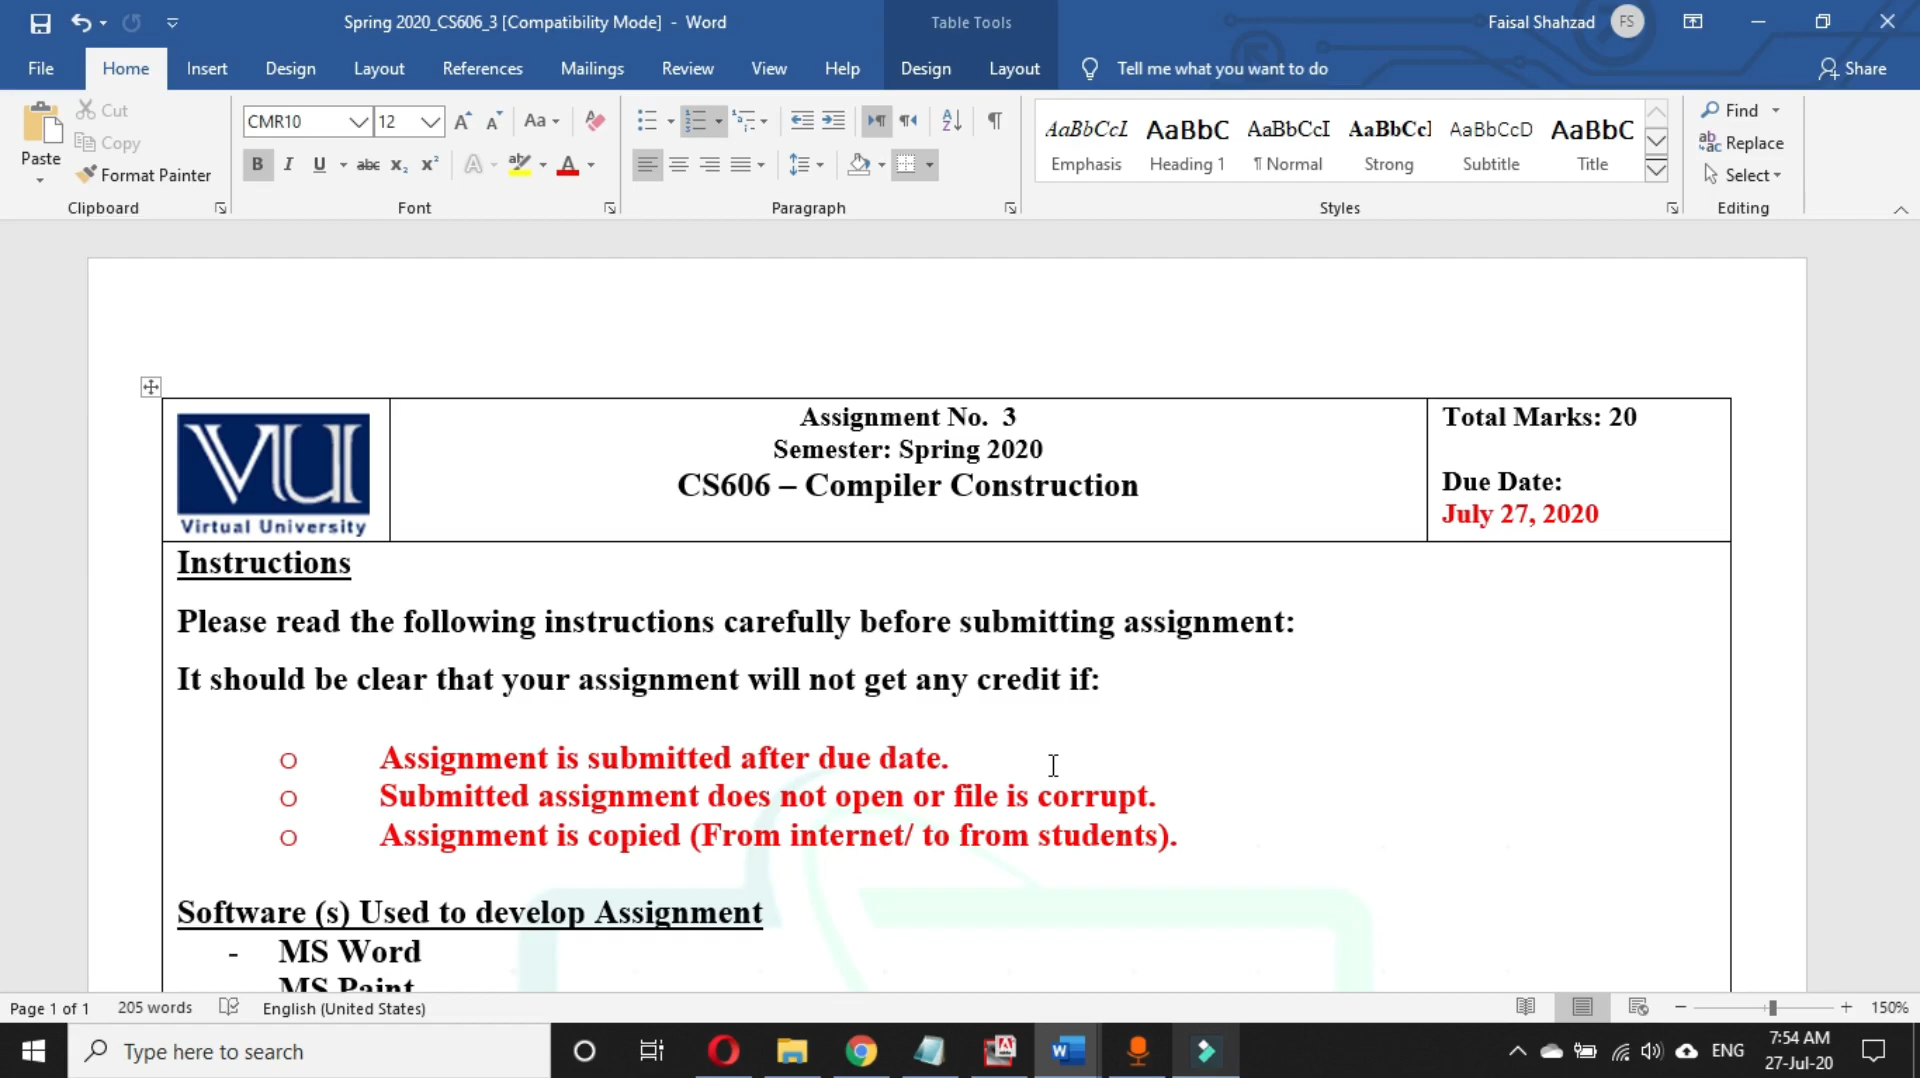 Spring 2020_CS606_3 [Compatibility Mode] - Word
Table Tools
Faisal Shahzad
FS
File
Home
Insert
Design
Layout
References
Mailings
Review
View
Help
Design
Layout
Tell me what you want to do
Share
Paste
Cut
Copy
Format Painter
Clipboard
CMR10
12
Aa
B
I
U
abc
Font
Paragraph
AaBbCcL
Emphasis
AaBbC
Heading 1
AaBbCcI
¶ Normal
AaBbCc]
Strong
AaBbCcD
Subtitle
AaBbC
Title
Styles
Find
Replace
Select
Editing
VU
Virtual University
Assignment No. 3
Semester: Spring 2020
CS606 – Compiler Construction
Total Marks: 20
Due Date:
July 27, 2020
Instructions
Please read the following instructions carefully before submitting assignment:
It should be clear that your assignment will not get any credit if:
o Assignment is submitted after due date.
o Submitted assignment does not open or file is corrupt.
o Assignment is copied (From internet/ to from students).
Software (s) Used to develop Assignment
- MS Word
MS Paint
Page 1 of 1
205 words
English (United States)
150%
Type here to search
ENG
7:54 AM
27-Jul-20